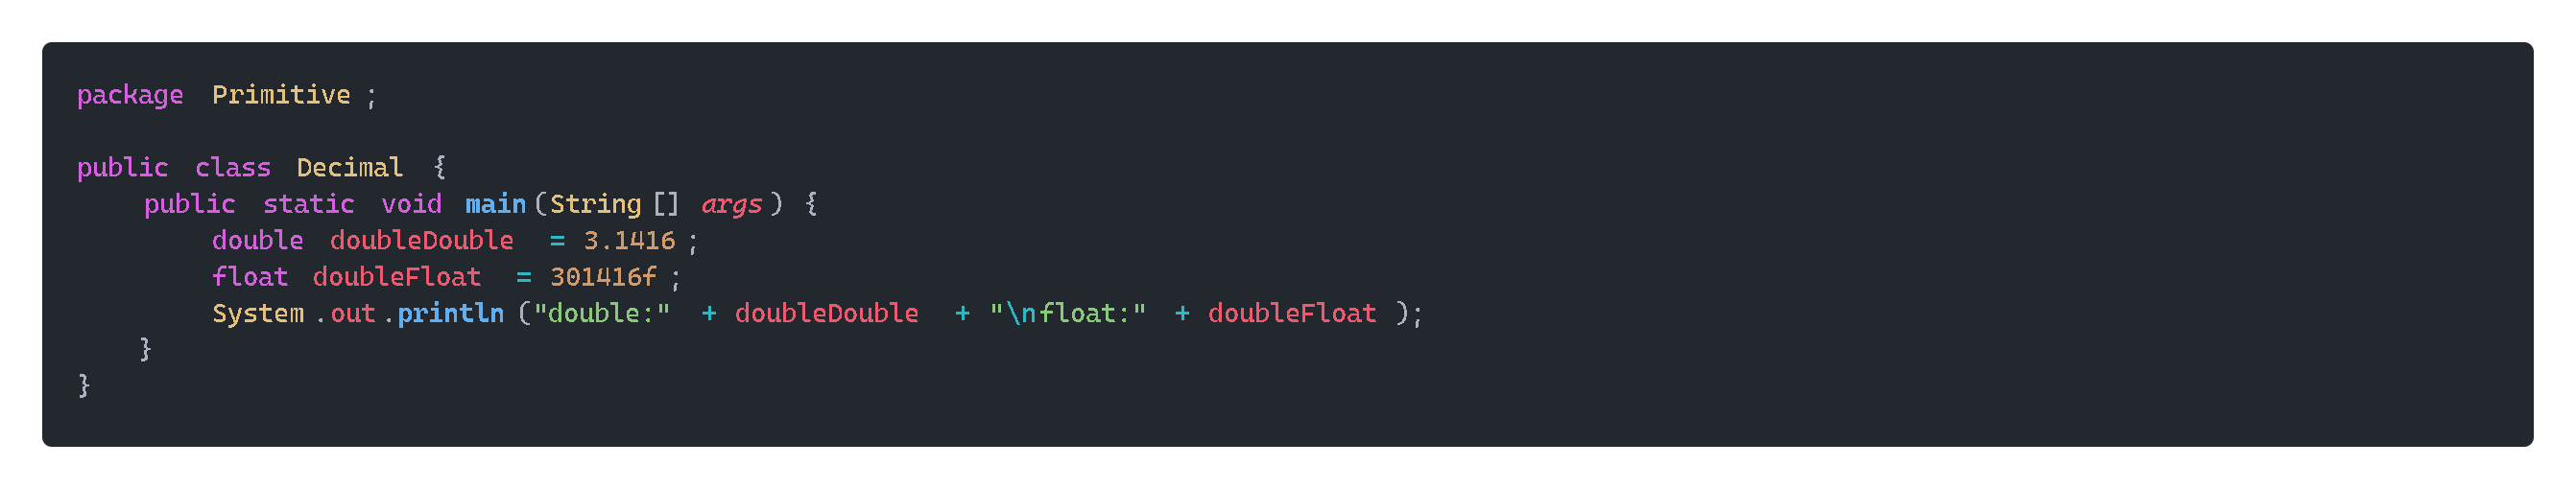 package Primitive ;
public class Decimal {
public static void main(String [] args) {
double doubleDouble = 3.1416 ;
float doubleFloat = 301416f ;
System .out .println ("double:" + doubleDouble + "\nfloat:" + doubleFloat );
}
}